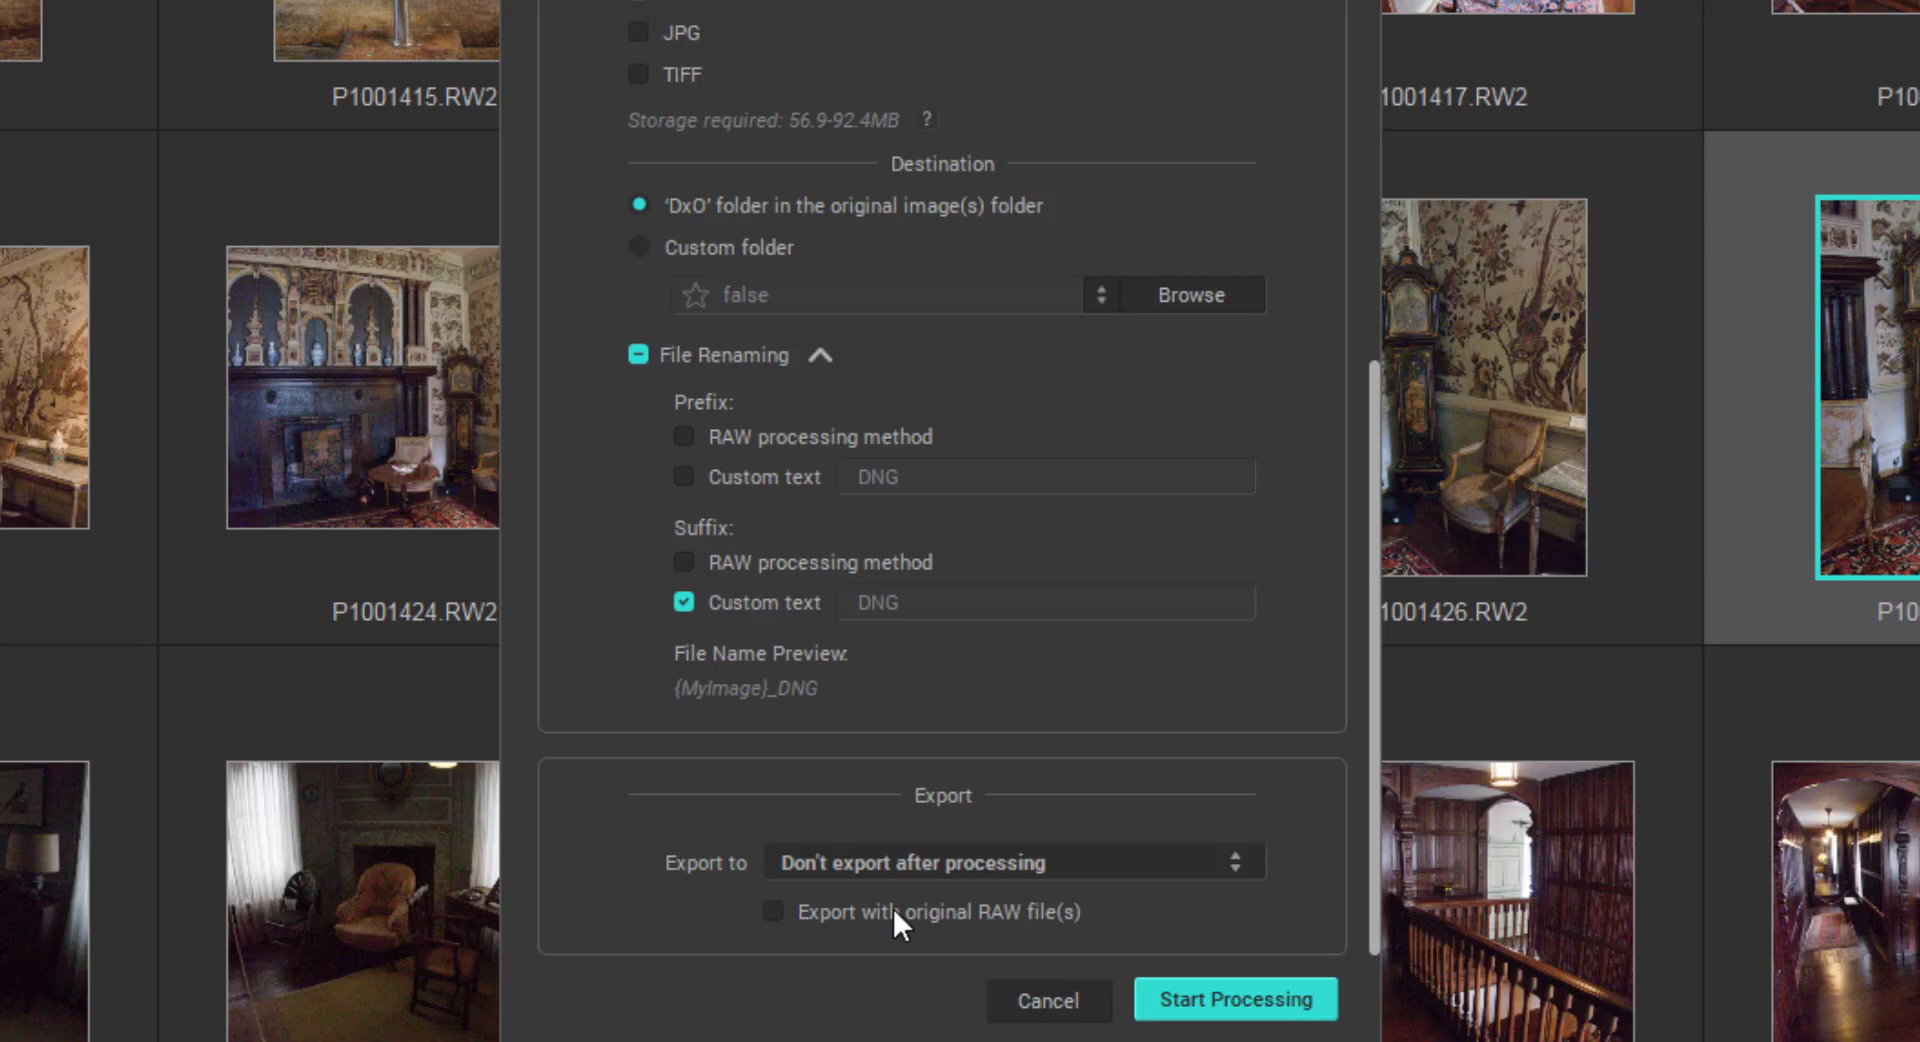 JPG
TIFF
Storage required: 56.9-92.4MB ?
Destination
'DxO' folder in the original image(s) folder
Custom folder
false
Browse
File Renaming
Prefix:
RAW processing method
Custom text DNG
Suffix:
RAW processing method
Custom text DNG
File Name Preview:
{MyImage}_DNG
Export
Export to Don't export after processing
Export with original RAW file(s)
Cancel Start Processing
P1001415.RW2
1001417.RW2
P10
P1001424.RW2
1001426.RW2
P10